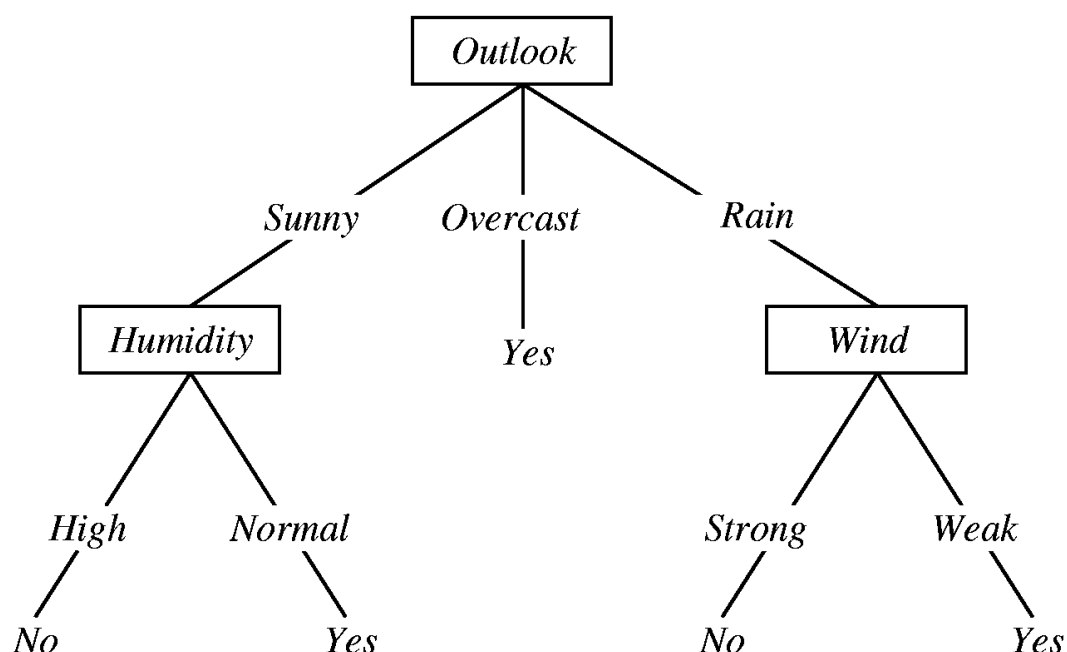 Outlook
Sunny Overcast Rain
Humidity Yes Wind
High Normal Strong Weak
No Yes No Yes